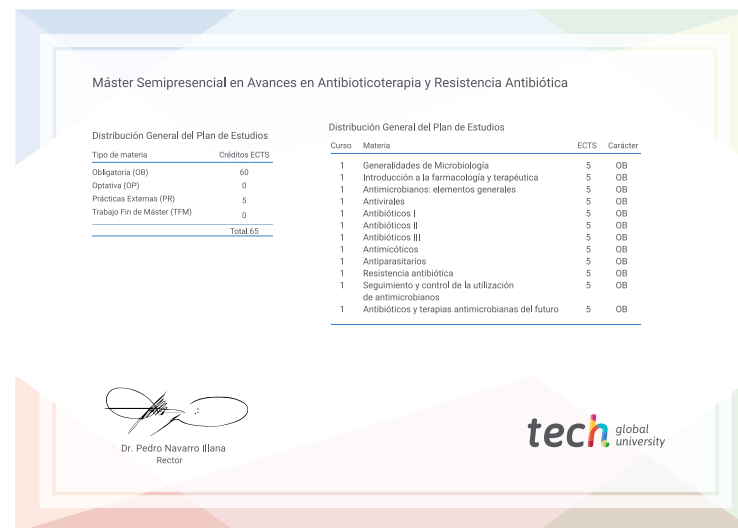 Máster Semipresencial en Avances en Antibioticoterapia y Resistencia Antibiótica
Distribución General del Plan de Estudios
Tipo de materia Créditos ECTS
Obligatoria (OB) 60
Optativa (OP) 0
Prácticas Externas (PR) 5
Trabajo Fin de Máster (TFM) 0
Total 65
Distribución General del Plan de Estudios
Curso Materia ECTS Carácter
1 Generalidades de Microbiología 5 OB
1 Introducción a la farmacología y terapéutica 5 OB
1 Antimicrobianos: elementos generales 5 OB
1 Antivirales 5 OB
1 Antibióticos I 5 OB
1 Antibióticos II 5 OB
1 Antibióticos III 5 OB
1 Antimicóticos 5 OB
1 Antiparasitarios 5 OB
1 Resistencia antibiótica 5 OB
1 Seguimiento y control de la utilización 5 OB
de antimicrobianos
1 Antibióticos y terapias antimicrobianas del futuro 5 OB
Dr. Pedro Navarro Illana
Rector
tech global
university